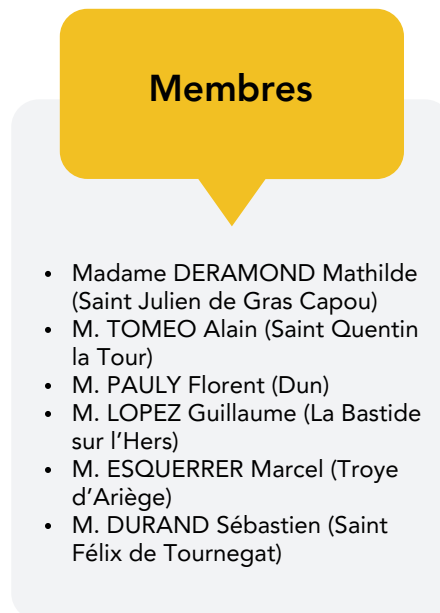 Membres
• Madame DERAMOND Mathilde
(Saint Julien de Gras Capou)
• M. TOMEO Alain (Saint Quentin
la Tour)
• M. PAULY Florent (Dun)
• M. LOPEZ Guillaume (La Bastide
sur l’Hers)
• M. ESQUERRER Marcel (Troye
d’Ariège)
• M. DURAND Sébastien (Saint
Félix de Tournegat)